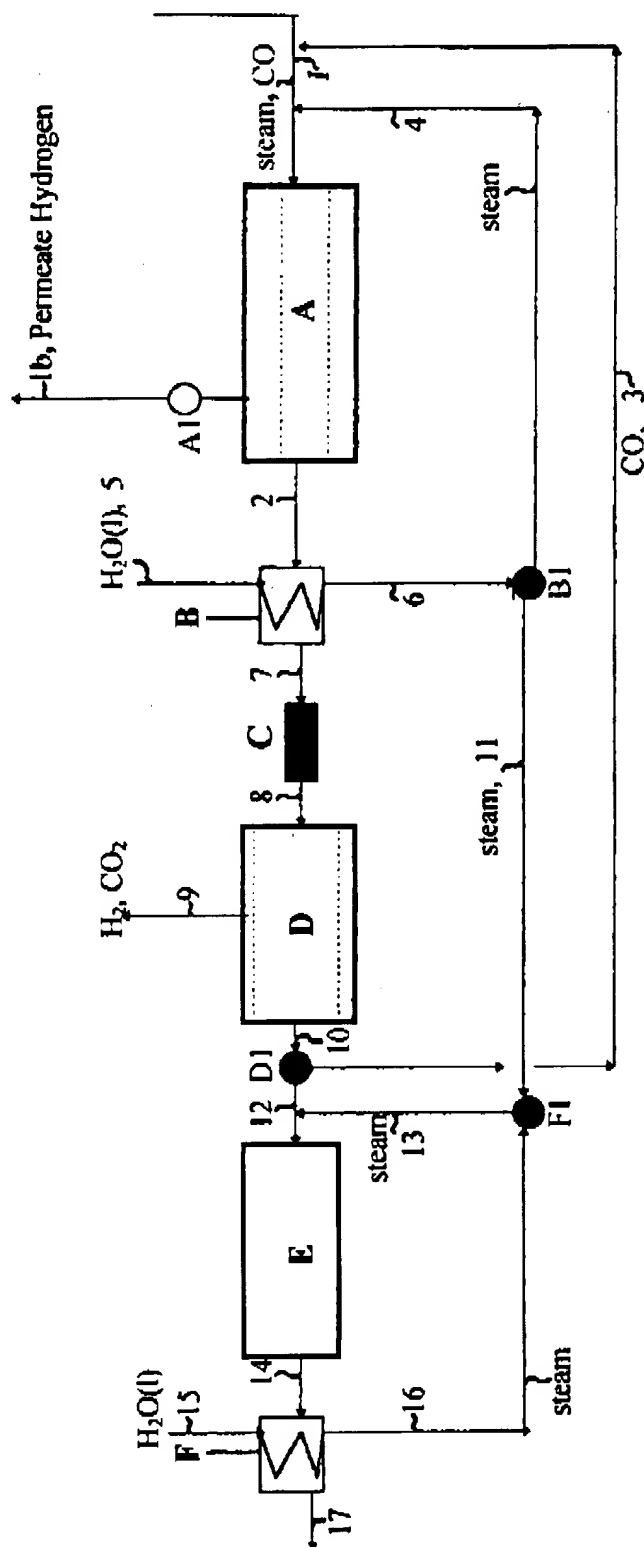 1b, Permeate Hydrogen
H₂, CO₂
9
H₂O(l), 5
H₂O(l)
15
F
B
A1
17
14
E
12
D1
10
D
8
C
7
2
A
steam, CO
1
16
steam
13
6
4
steam
F1
steam, 11
B1
steam
CO, 3